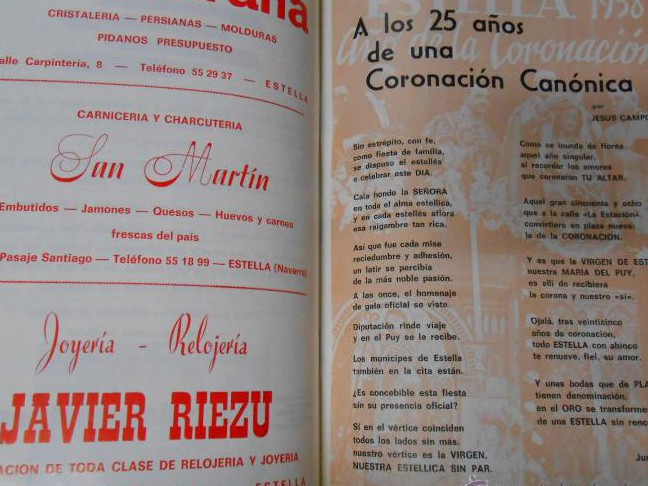 CRISTALERIA — PERSIANAS — MOLDURAS
PIDANOS PRESUPUESTO
alle Carpintería, 8 — Teléfono 55 29 37 — ESTELLA
CARNICERIA Y CHARCUTERIA
San Martín
Embutidos — Jamones — Quesos — Huevos y carnes
frescas del país
Pasaje Santiago — Teléfono 55 18 99 — ESTELLA (Navarra)
Joyería - Relojería
JAVIER RIEZU
ACION DE TODA CLASE DE RELOJERIA Y JOYERIA
ESTELLA
ESTELLA 1958
Año de la Coronación
A los 25 años
de una
Coronación Canónica
por
JESUS CAMPO
Sin estrépito, con fe,
como fiesta de familia,
se dispuso el estellés
a celebrar este DIA.
Cala hondo la SEÑORA
en toda el alma estellica,
y en cada estellés aflora
esa raigambre tan rica.
Así que fue cada misa
reciedumbre y adhesión,
un latir se percibía
de la más noble pasión.
A las once, el homenaje
de gala oficial se viste.
Diputación rinde viaje
y en el Puy se le recibe.
Los municipes de Estella
también en la cita están.
¿Es concebible esta fiesta
sin su presencia oficial?
Si en el vértice coinciden
todos los lados sin más,
nuestro vértice es la VIRGEN,
NUESTRA ESTELLICA SIN PAR.
Cómo se inunda de flores
aquel año singular,
al recordar los amores
que coronaron TU ALTAR.
Aquel gran cincuenta y ocho
que a la calle «La Estación»
convirtiera en plaza nueva:
la de la CORONACION.
Y es que la VIRGEN DE EST
nuestra MARIA DEL PUY,
es allí do recibiera
la corona y nuestro «sí».
Ojalá, tras veinticinco
años de coronación,
todo ESTELLA con ahinco
te renueve, fiel, su amor.
Y unas bodas que de PLA
tienen denominación,
en el ORO se transforme
de una ESTELLA sin renc
Ju